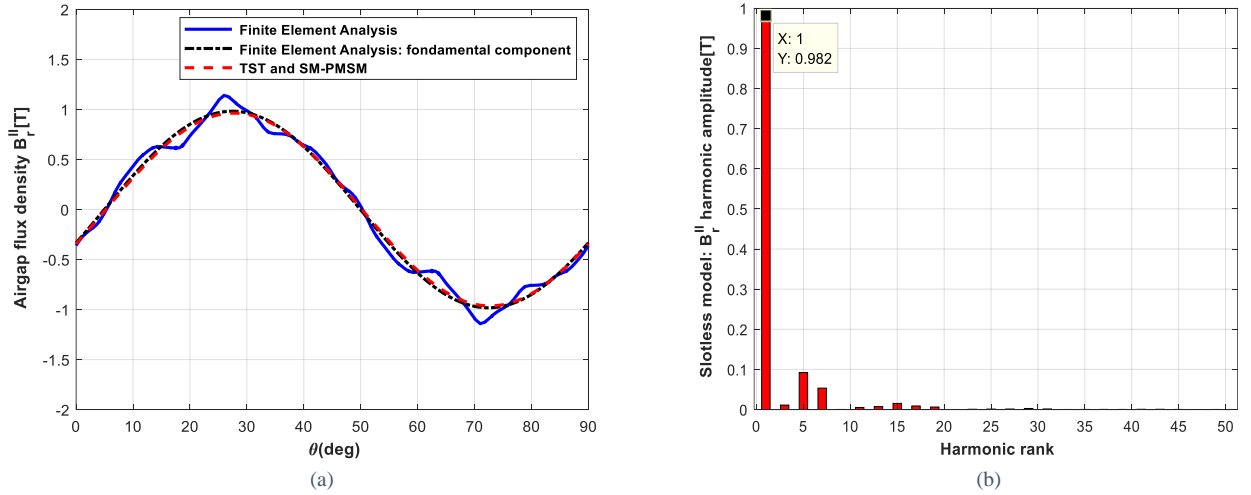 Finite Element Analysis
Finite Element Analysis: fondamental component
TST and SM-PMSM
Airgap flux density B_r^II[T]
2
1.5
1
0.5
0
-0.5
-1
-1.5
-2
0 10 20 30 40 50 60 70 80 90
θ(deg)
(a)
X: 1
Y: 0.982
Slotless model: B_r^II harmonic amplitude[T]
1
0.9
0.8
0.7
0.6
0.5
0.4
0.3
0.2
0.1
0
0 5 10 15 20 25 30 35 40 45 50
Harmonic rank
(b)